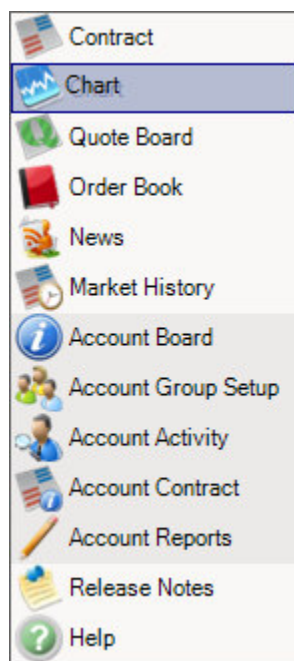 Contract
Chart
Quote Board
Order Book
News
Market History
Account Board
Account Group Setup
Account Activity
Account Contract
Account Reports
Release Notes
Help